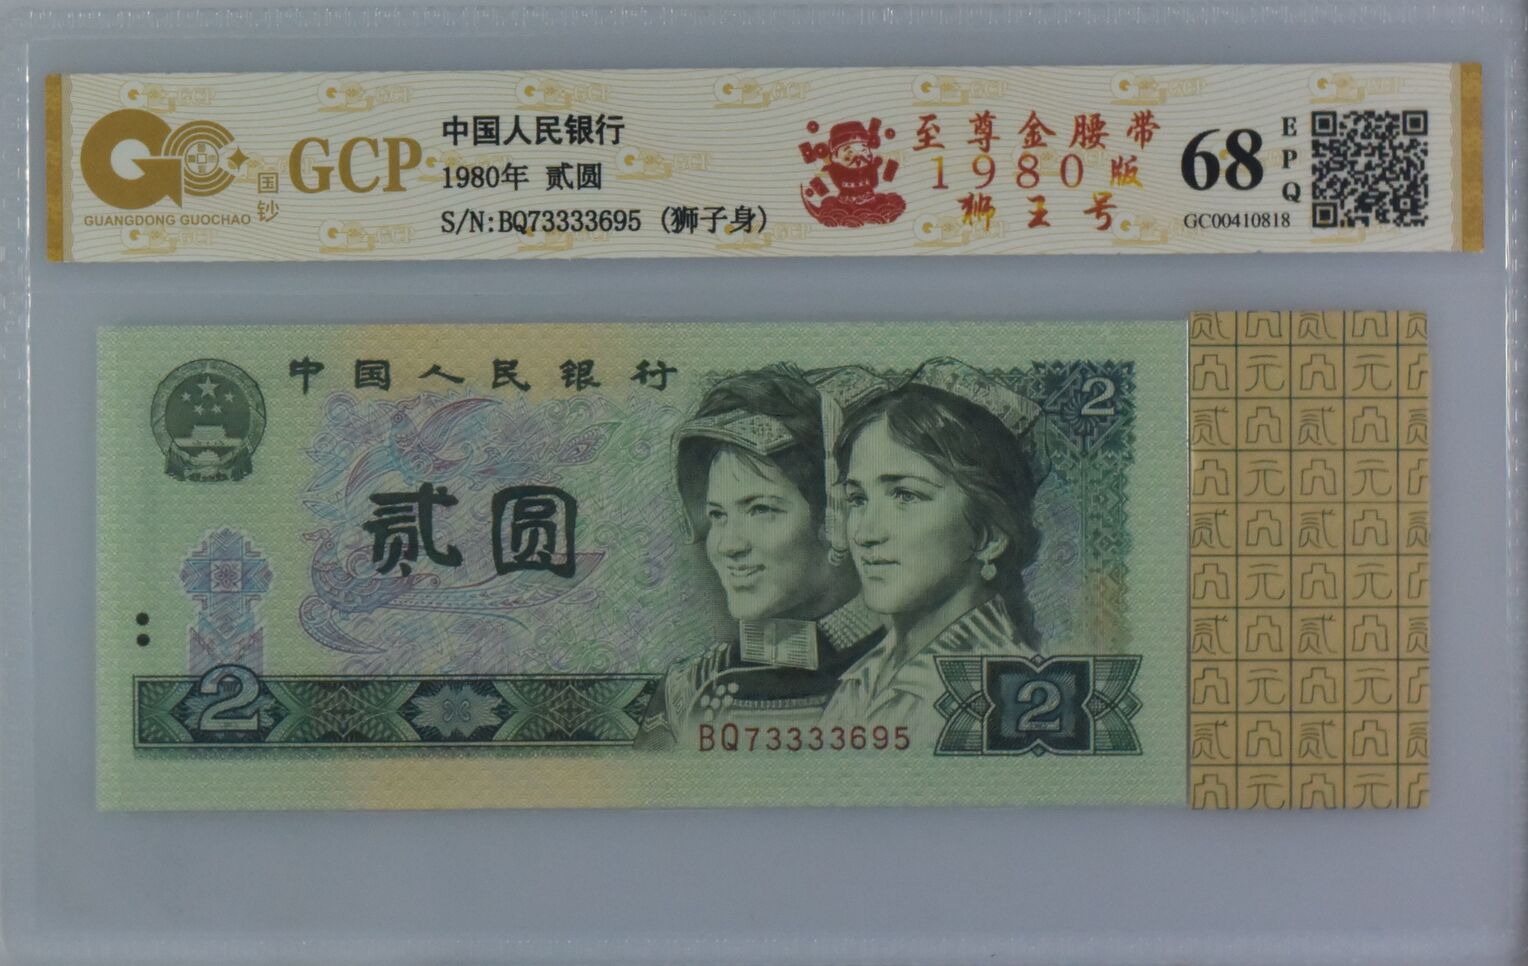 GCP
国钞
GUANGDONG GUOCHAO
中国人民银行
1980年 贰圆
S/N:BQ73333695 (狮子身)
至尊金腰带
1980版
狮王号
68
EPQ
GC00410818
中国人民银行
2
贰圆
2
BQ73333695
2